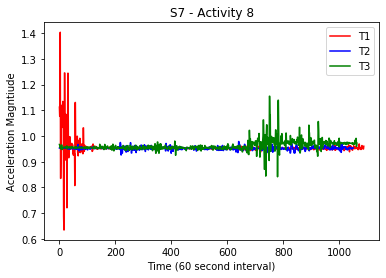 S7 - Activity 8
T1
T2
T3
Acceleration Magntiude
1.4
1.3
1.2
1.1
1.0
0.9
0.8
0.7
0.6
0
200
400
600
800
1000
Time (60 second interval)